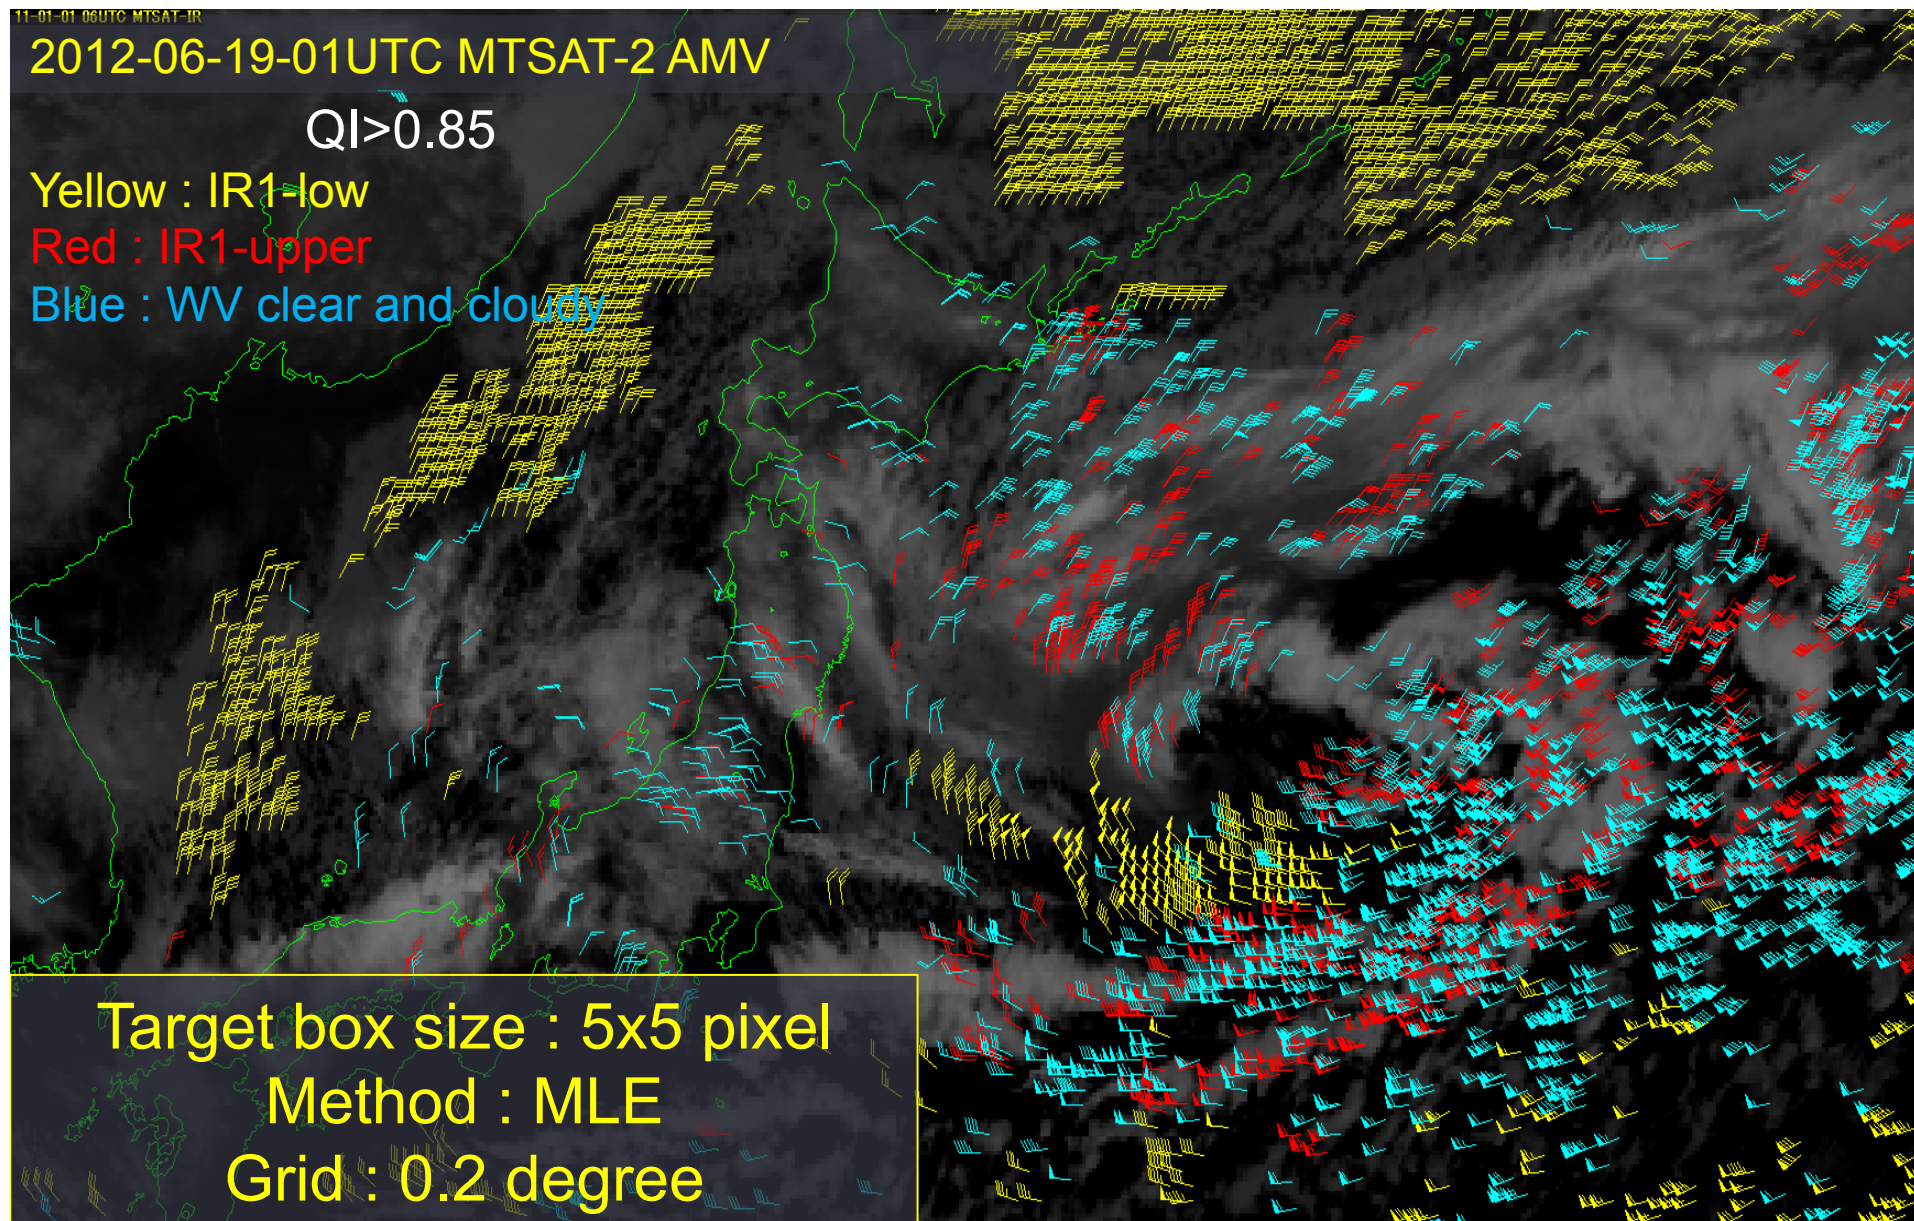 11-01-01 06UTC MTSAT-IR
2012-06-19-01UTC MTSAT-2 AMV
QI>0.85
Yellow : IR1-low
Red : IR1-upper
Blue : WV clear and cloudy
Target box size : 5x5 pixel
Method : MLE
Grid : 0.2 degree